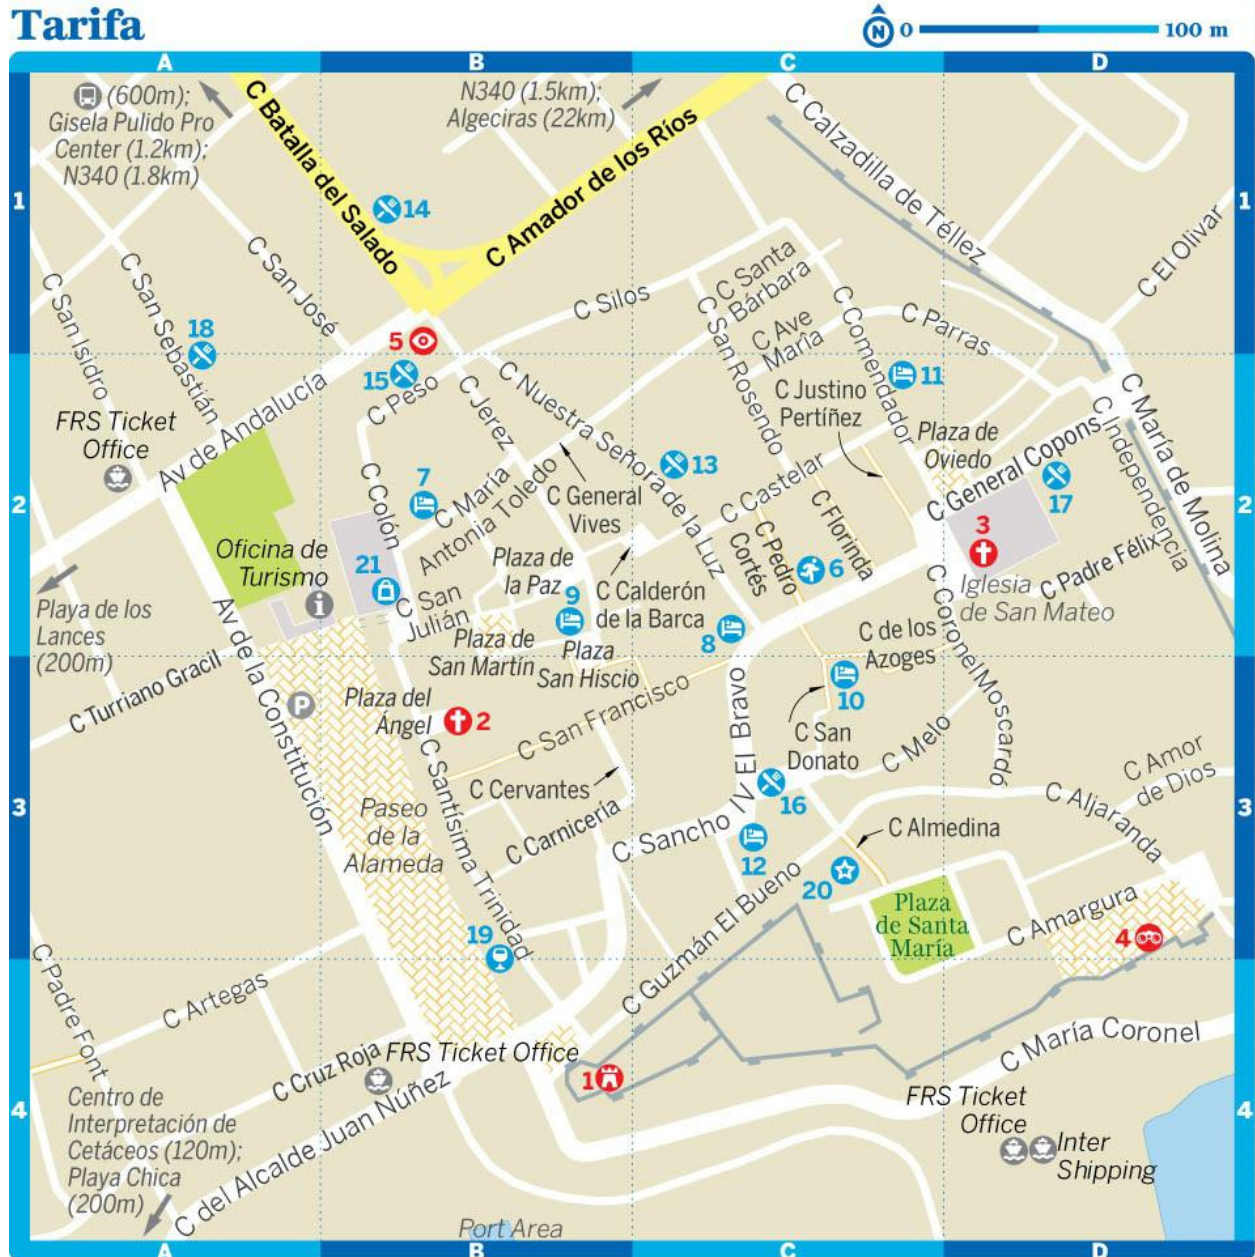 Tarifa
N
0
100 m
A
B
C
D
(600m);
Gisela Pulido Pro
Center (1.2km);
N340 (1.8km)
N340 (1.5km);
Algeciras (22km)
C Batalla del Salado
C Amador de los Ríos
C Calzadilla de Téllez
1
1
14
C El Olivar
C San José
C San Sebastián
C San Isidro
C Silos
C Santa
Bárbara
C San Rosendo
C Ave
María
C Comendador
C Parras
18
5
15
C Peso
11
C Justino
Pertíñez
C Nuestra Señora de la Luz
C Jerez
Av de Andalucía
FRS Ticket
Office
Plaza de
Oviedo
C General Copons
C Independencia
C María de Molina
13
C Castelar
7
C María
Antonia Toledo
C General
Vives
C Colón
17
2
2
3
C Florinda
C Pedro
Cortés
6
Oficina de
Turismo
i
21
Plaza de
la Paz
C San
Julián
9
C Calderón
de la Barca
8
Iglesia
de San Mateo
C Padre Félix
Playa de los
Lances
(200m)
Plaza de
San Martín
Plaza
San Hiscio
C de los
Azoges
C Coronel Moscardó
C Turriano Gracil
Av de la Constitución
P
Plaza del
Ángel
2
C San Francisco
10
C San
Donato
C Melo
C Cervantes
C Santísima Trinidad
C Carnicería
16
C Sancho IV El Bravo
C Amor
de Dios
C Aljaranda
3
3
Paseo
de la
Alameda
12
C Almedina
20
Plaza
de Santa
María
C Amargura
4
C Guzmán El Bueno
19
C Padre Font
C Artegas
C Cruz Roja
FRS Ticket Office
C María Coronel
1
C del Alcalde Juan Núñez
FRS Ticket
Office
Inter
Shipping
4
4
Centro de
Interpretación de
Cetáceos (120m);
Playa Chica
(200m)
Port Area
A
B
C
D